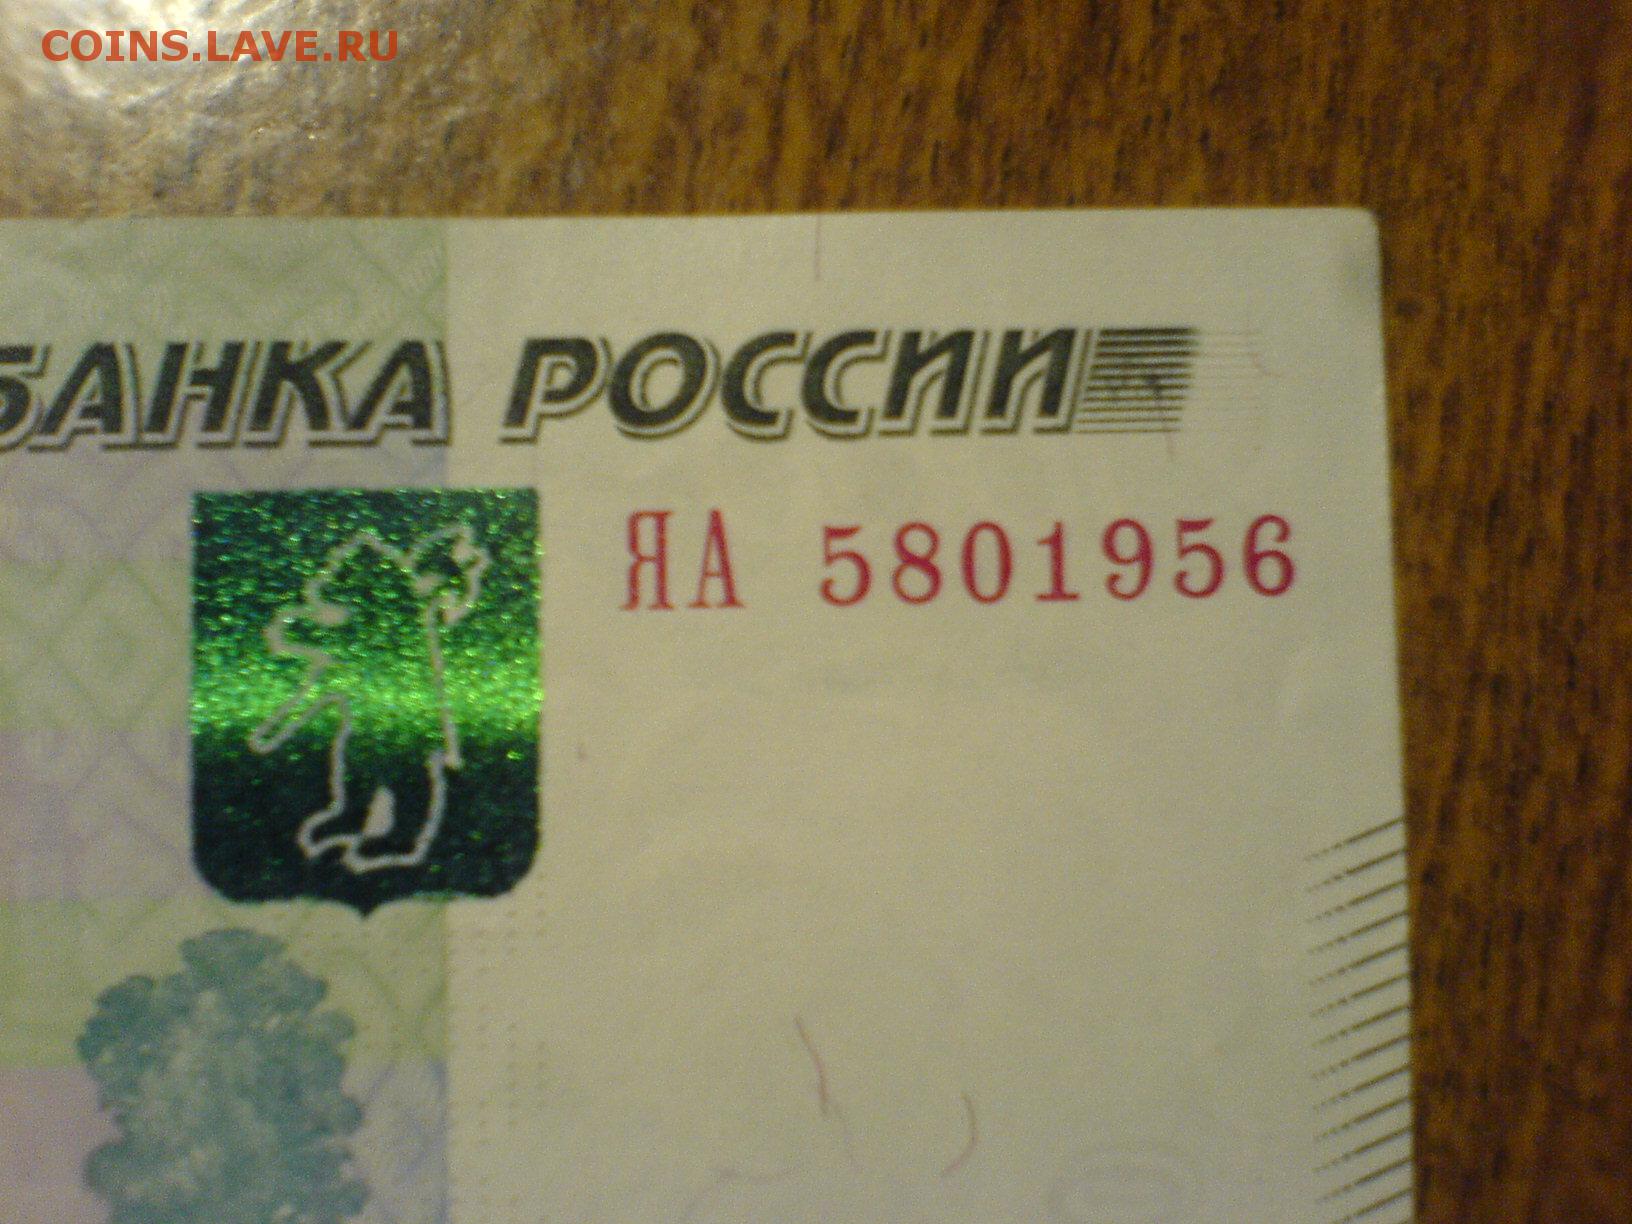 COINS.LAVE.RU
БАНКА РОССИИ
ЯА 5801956